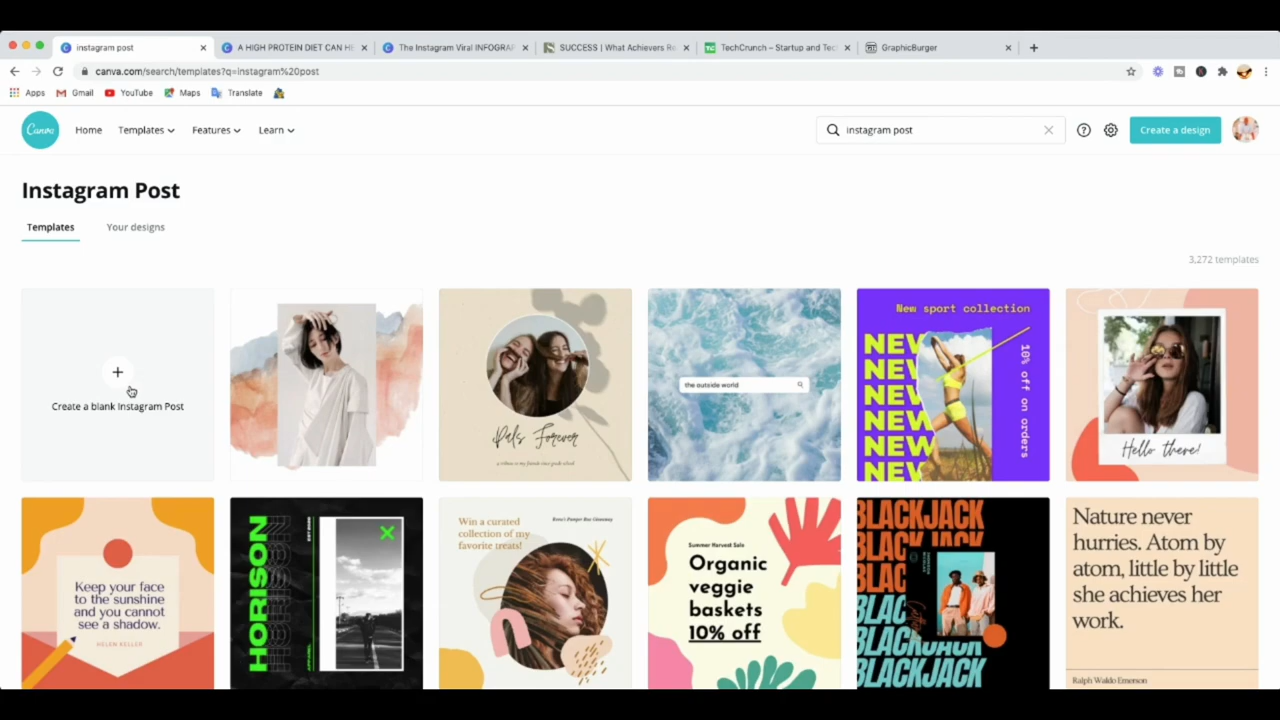 instagram post
A HIGH PROTEIN DIET CAN HE
The Instagram Viral INFOGRAF
SUCCESS | What Achievers Re
TechCrunch – Startup and Tec
GraphicBurger
canva.com/search/templates?q=instagram%20post
Apps
Gmail
YouTube
Maps
Translate
Canva
Home
Templates
Features
Learn
instagram post
Create a design
Instagram Post
Templates
Your designs
3,272 templates
Create a blank Instagram Post
Pals Forever
the outside world
New sport collection
NEW
NEW
NEW
NEW
NEW
NEW
10% off on orders
Hello there!
Keep your face
to the sunshine
and you cannot
see a shadow.
HELEN KELLER
HORISON
Win a curated
collection of my
favorite treats!
Summer Harvest Sale
Organic
veggie
baskets
10% off
BLACKJACK
BLACKJACK
BLACKJACK
BLACKJACK
BLACKJACK
BLACKJACK
Nature never
hurries. Atom by
atom, little by little
she achieves her
work.
Ralph Waldo Emerson